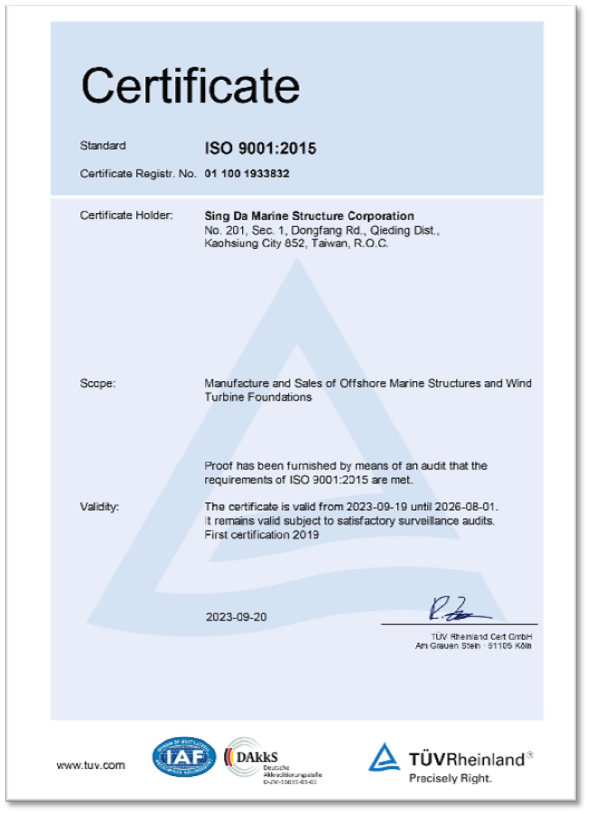 Certificate
Standard ISO 9001:2015
Certificate Registr. No. 01 100 1933832
Certificate Holder: Sing Da Marine Structure Corporation
No. 201, Sec. 1, Dongfang Rd., Qieding Dist.,
Kaohsiung City 852, Taiwan, R.O.C.
Scope: Manufacture and Sales of Offshore Marine Structures and Wind
Turbine Foundations
Proof has been furnished by means of an audit that the
requirements of ISO 9001:2015 are met.
Validity: The certificate is valid from 2023-09-19 until 2026-08-01.
It remains valid subject to satisfactory surveillance audits.
First certification 2019
2023-09-20
TÜV Rheinland Cert GmbH
Am Grauen Stein · 51105 Köln
www.tuv.com
IAF
DAkkS
Deutsche
Akkreditierungsstelle
TÜVRheinland®
Precisely Right.